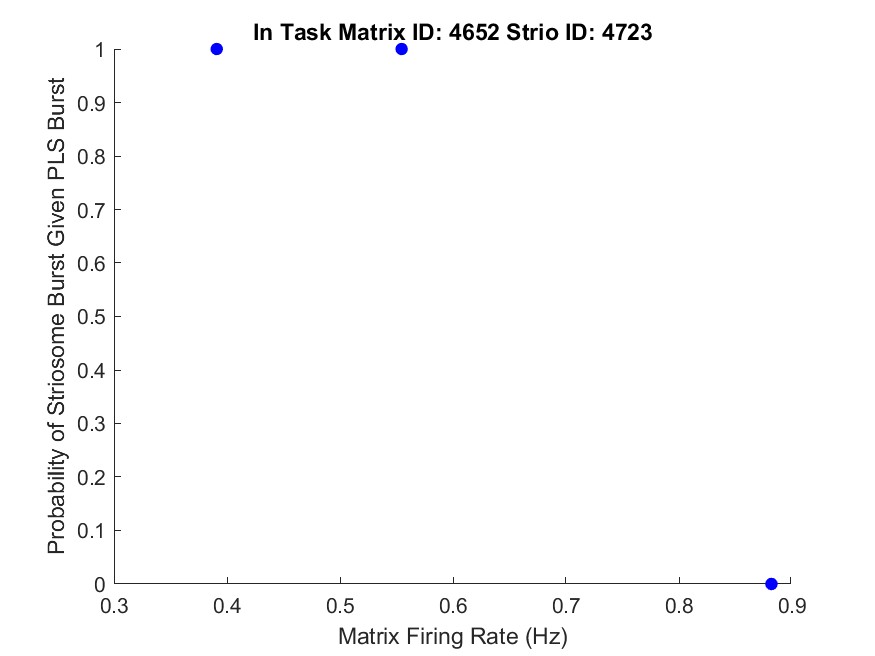 In Task Matrix ID: 4652 Strio ID: 4723
Probability of Striosome Burst Given PLS Burst
1
0.9
0.8
0.7
0.6
0.5
0.4
0.3
0.2
0.1
0
0.3 0.4 0.5 0.6 0.7 0.8 0.9
Matrix Firing Rate (Hz)